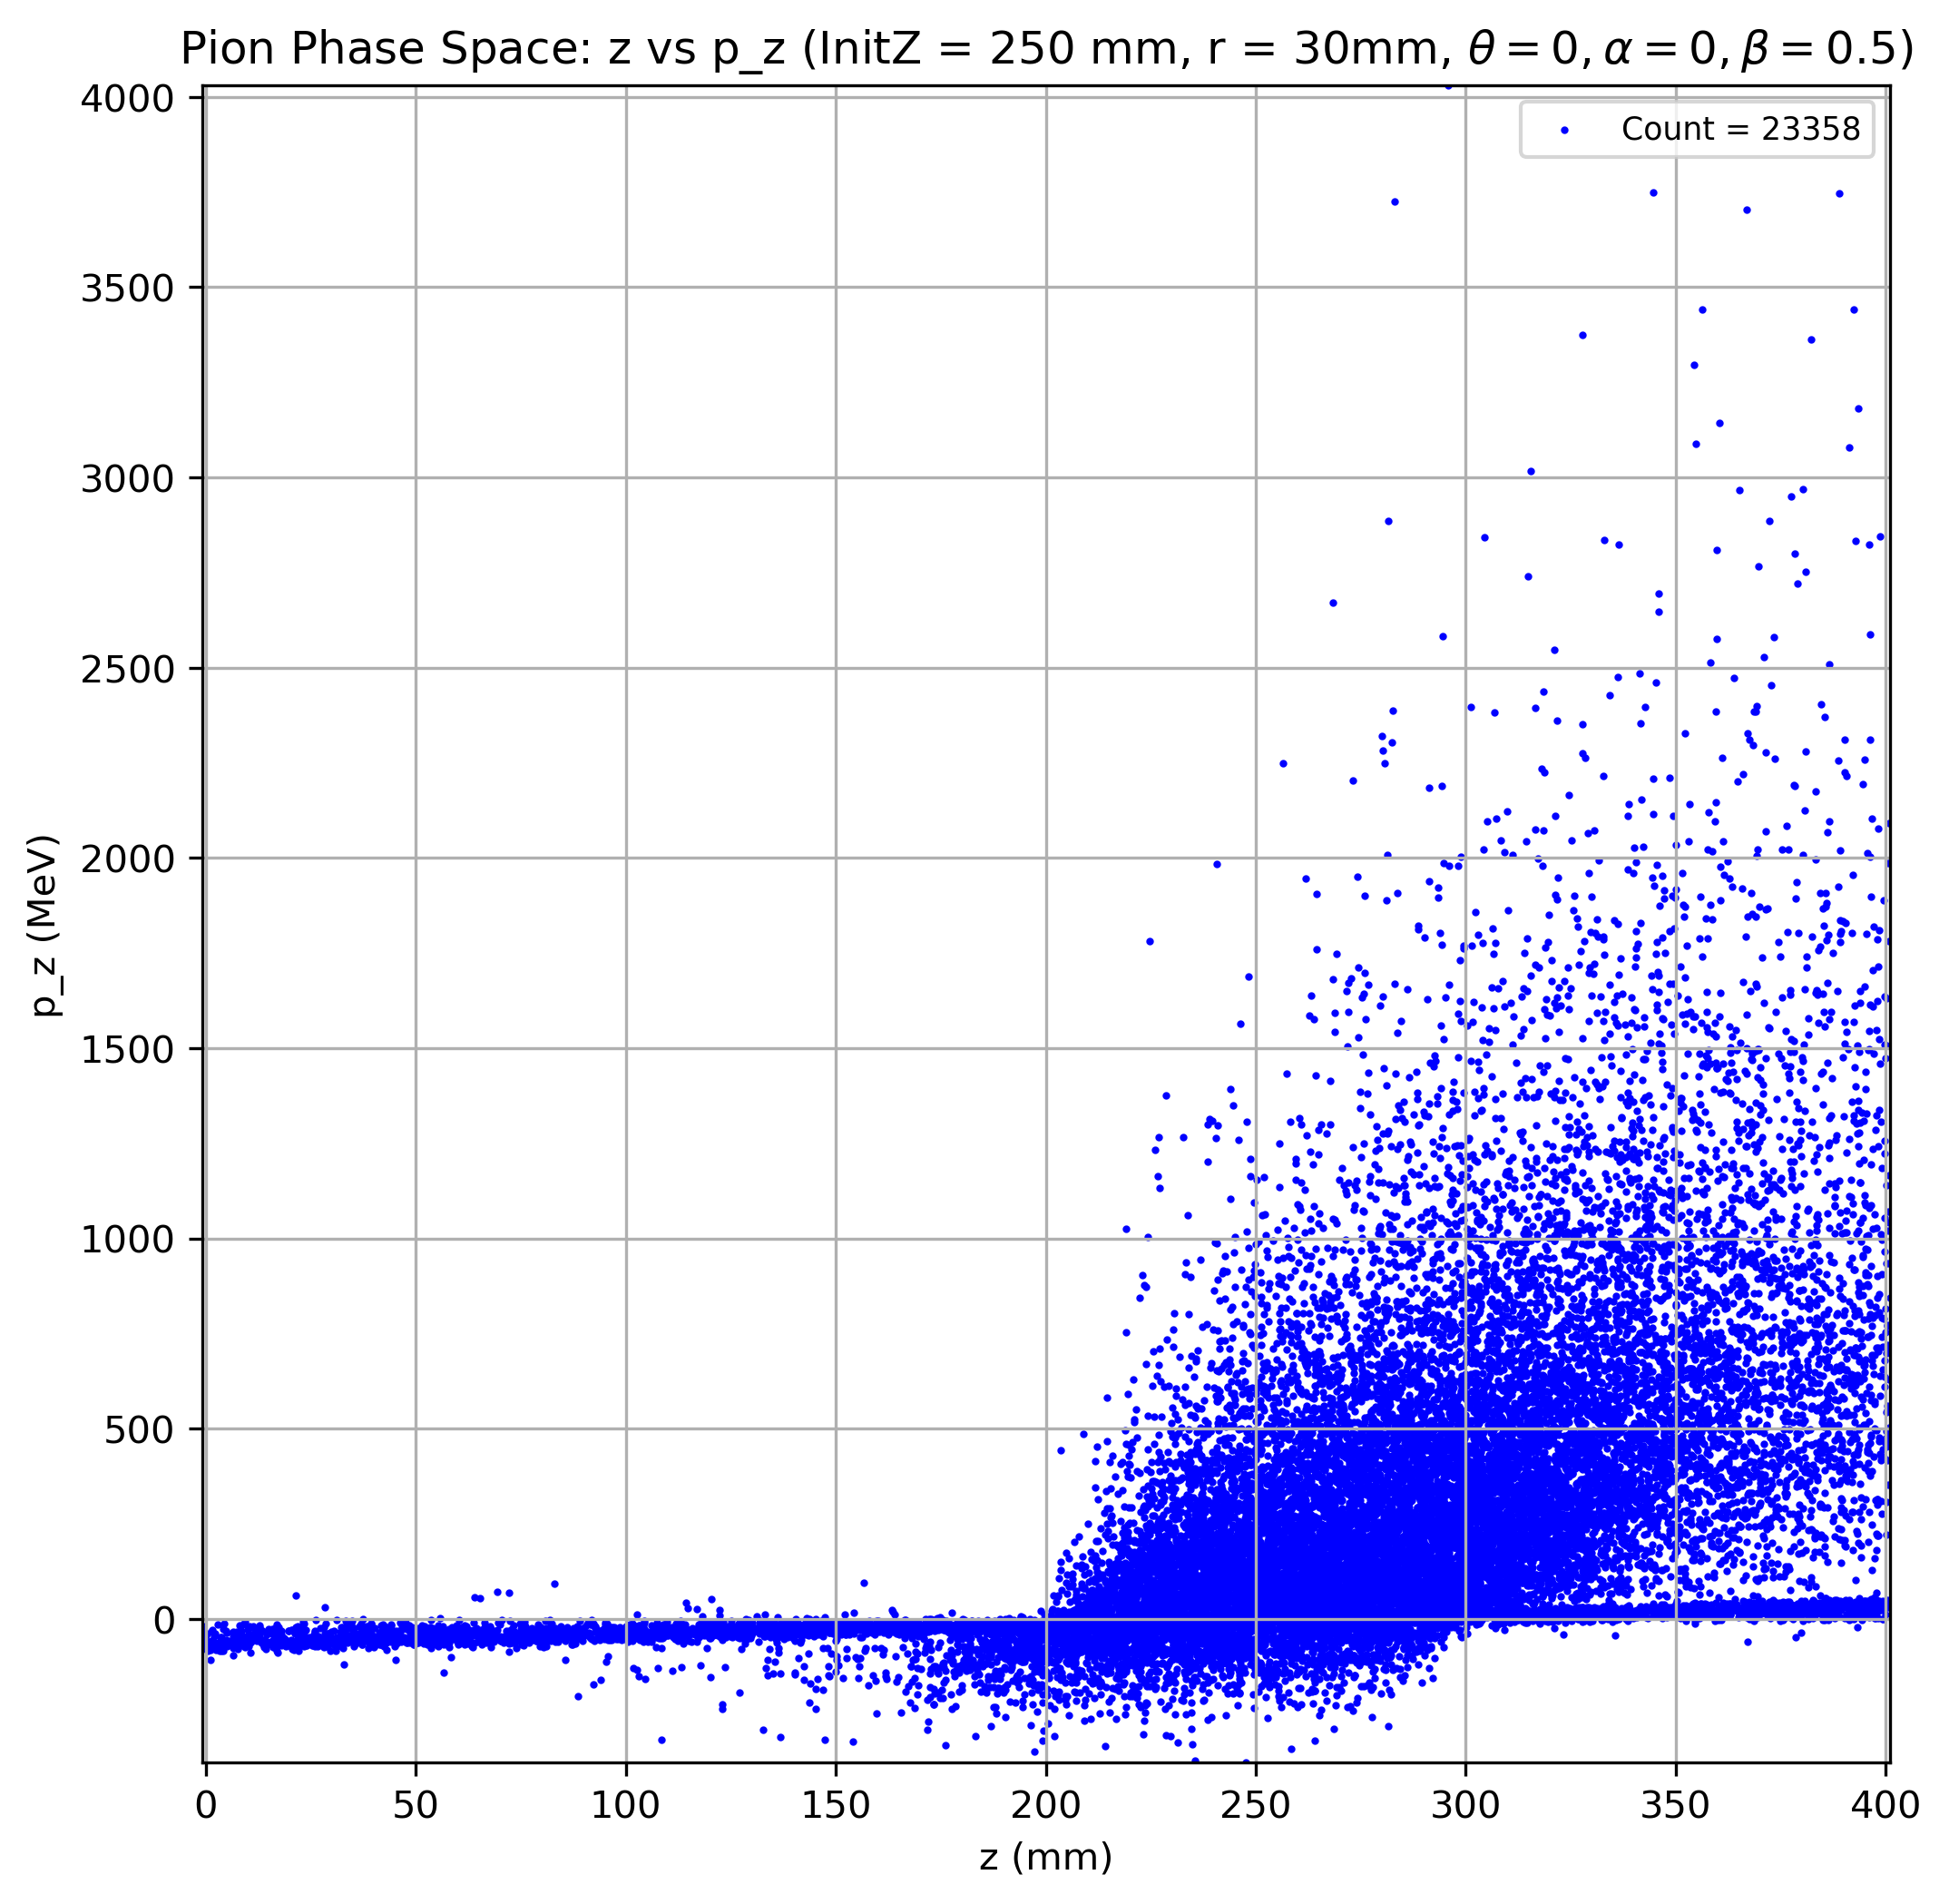 Pion Phase Space: z vs p_z (InitZ = 250 mm, r = 30mm, θ = 0, α = 0, β = 0.5)
Count = 23358
4000
3500
3000
2500
2000
1500
1000
500
0
p_z (MeV)
0 50 100 150 200 250 300 350 400
z (mm)